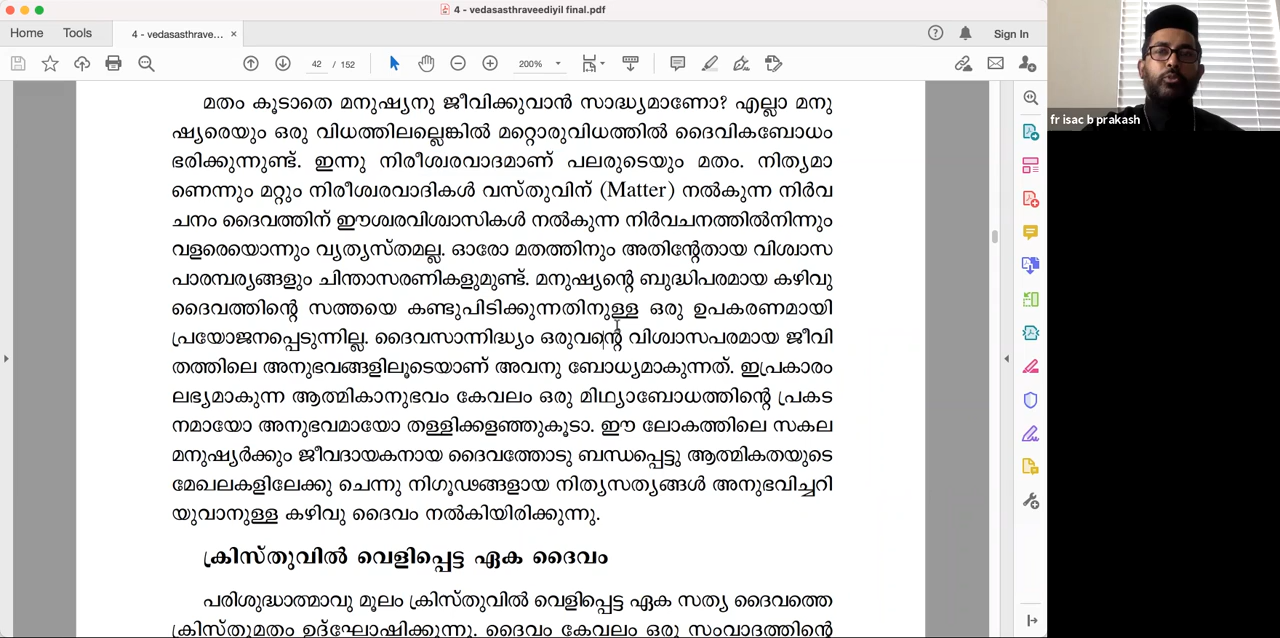 4 - vedasasthraveediyil final.pdf
Home Tools 4 - vedasasthrave... × Sign In
42 / 152 200%
മതം കൂടാതെ മനുഷ്യനു ജീവിക്കുവാൻ സാദ്ധ്യമാണോ? എല്ലാ മനു
ഷ്യരെയും ഒരു വിധത്തിലല്ലെങ്കിൽ മറ്റൊരുവിധത്തിൽ ദൈവികബോധം
ഭരിക്കുന്നുണ്ട്. ഇന്നു നിരീശ്വരവാദമാണ് പലരുടെയും മതം. നിത്യമാ
ണെന്നും മറ്റും നിരീശ്വരവാദികൾ വസ്തുവിന് (Matter) നൽകുന്ന നിർവ
ചനം ദൈവത്തിന് ഈശ്വരവിശ്വാസികൾ നൽകുന്ന നിർവചനത്തിൽനിന്നും
വളരെയൊന്നും വ്യത്യസ്തമല്ല. ഓരോ മതത്തിനും അതിന്റേതായ വിശ്വാസ
പാരമ്പര്യങ്ങളും ചിന്താസരണികളുമുണ്ട്. മനുഷ്യന്റെ ബുദ്ധിപരമായ കഴിവു
ദൈവത്തിന്റെ സത്തയെ കണ്ടുപിടിക്കുന്നതിനുള്ള ഒരു ഉപകരണമായി
പ്രയോജനപ്പെടുന്നില്ല. ദൈവസാന്നിദ്ധ്യം ഒരുവന്റെ വിശ്വാസപരമായ ജീവി
തത്തിലെ അനുഭവങ്ങളിലൂടെയാണ് അവനു ബോധ്യമാകുന്നത്. ഇപ്രകാരം
ലഭ്യമാകുന്ന ആത്മികാനുഭവം കേവലം ഒരു മിഥ്യാബോധത്തിന്റെ പ്രകട
നമായോ അനുഭവമായോ തള്ളിക്കളഞ്ഞുകൂടാ. ഈ ലോകത്തിലെ സകല
മനുഷ്യർക്കും ജീവദായകനായ ദൈവത്തോടു ബന്ധപ്പെട്ടു ആത്മികതയുടെ
മേഖലകളിലേക്കു ചെന്നു നിഗൂഢങ്ങളായ നിത്യസത്യങ്ങൾ അനുഭവിച്ചറി
യുവാനുള്ള കഴിവു ദൈവം നൽകിയിരിക്കുന്നു.
ക്രിസ്തുവിൽ വെളിപ്പെട്ട ഏക ദൈവം
പരിശുദ്ധാത്മാവു മൂലം ക്രിസ്തുവിൽ വെളിപ്പെട്ട ഏക സത്യ ദൈവത്തെ
ക്രിസ്തുമതം ഉദ്ഘോഷിക്കുന്നു. ദൈവം കേവലം ഒരു സംവാദത്തിന്റെ
fr isac b prakash